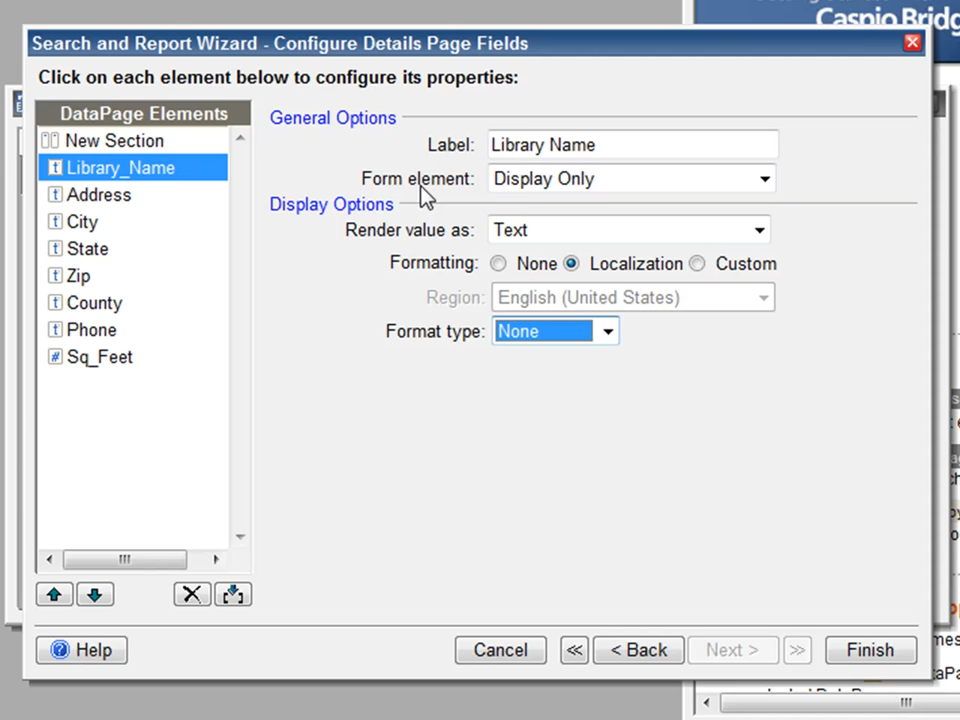 Caspio Bridg
Search and Report Wizard - Configure Details Page Fields
Click on each element below to configure its properties:
DataPage Elements
New Section
t Library_Name
t Address
t City
t State
t Zip
t County
t Phone
# Sq_Feet
General Options
Label: Library Name
Form element: Display Only
Display Options
Render value as: Text
Formatting: None Localization Custom
Region: English (United States)
Format type: None
? Help
Cancel
<<
< Back
Next >
>>
Finish